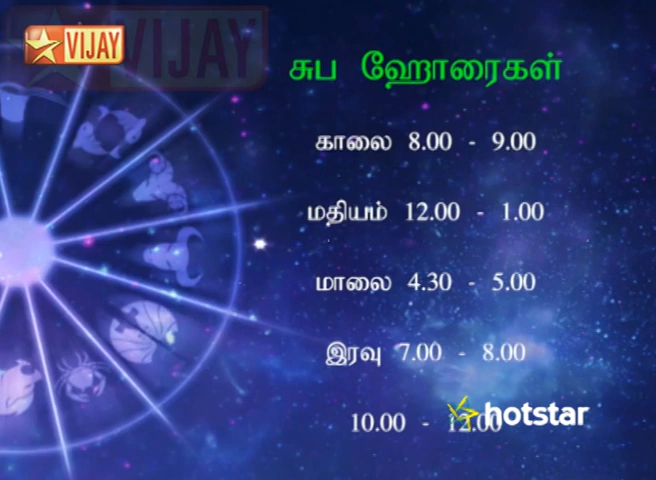 VIJAY
VIJAY
சுப ஹோரைகள்
காலை 8.00 - 9.00
மதியம் 12.00 - 1.00
மாலை 4.30 - 5.00
இரவு 7.00 - 8.00
10.00 - 12.00
hotstar